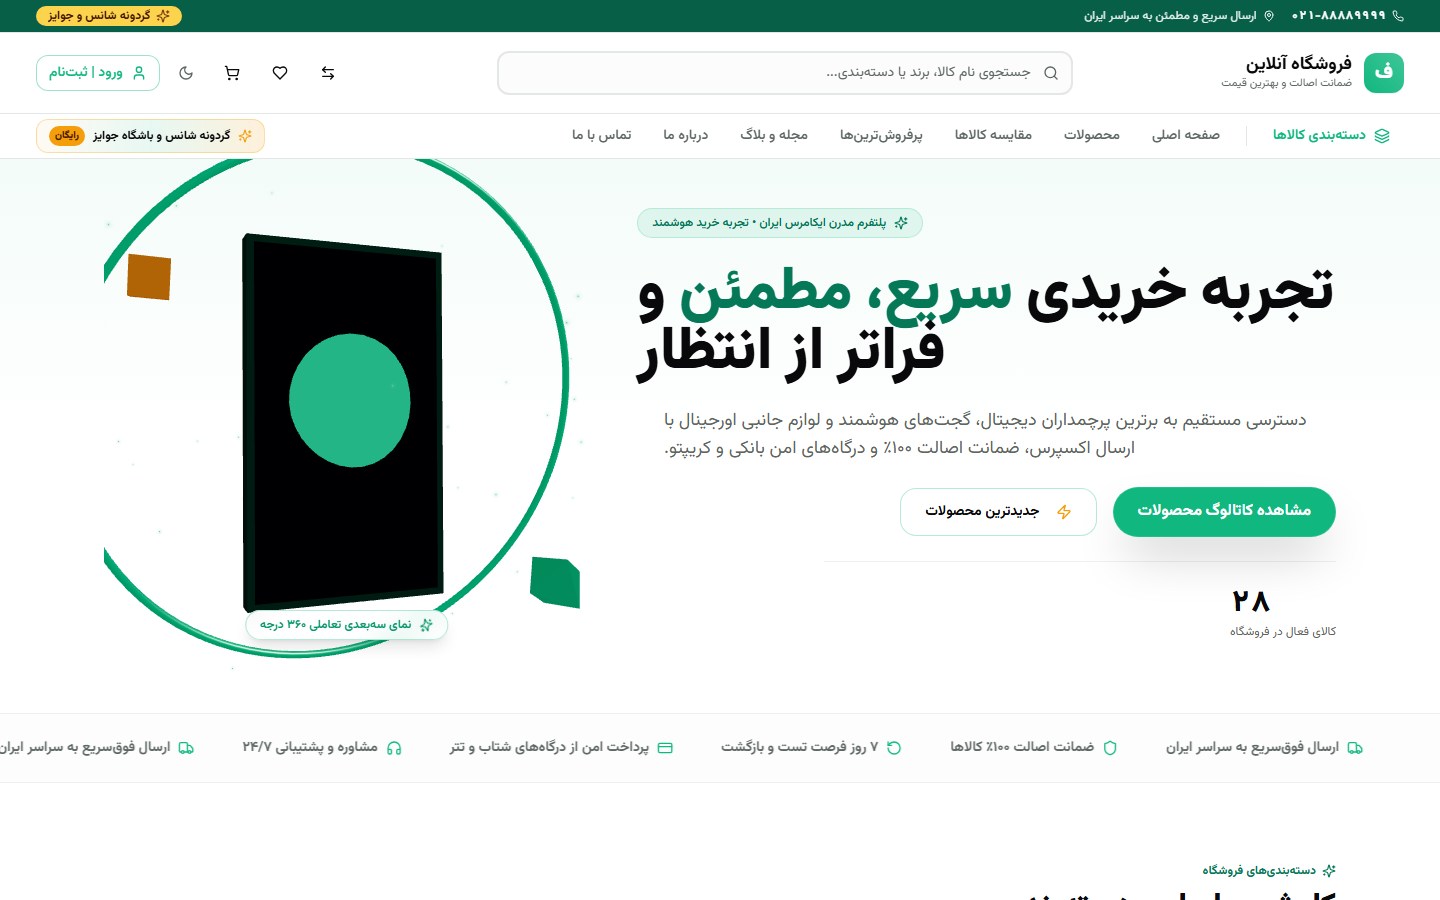 ۰۲۱-۸۸۸۸۹۹۹۹
ارسال سریع و مطمئن به سراسر ایران
گردونه شانس و جوایز
ف
فروشگاه آنلاین
ضمانت اصالت و بهترین قیمت
جستجوی نام کالا، برند یا دسته‌بندی...
ورود | ثبت‌نام
دسته‌بندی کالاها
صفحه اصلی
محصولات
مقایسه کالاها
پرفروش‌ترین‌ها
مجله و بلاگ
درباره ما
تماس با ما
گردونه شانس و باشگاه جوایز
رایگان
پلتفرم مدرن ایکامرس ایران • تجربه خرید هوشمند
تجربه خریدی سریع، مطمئن و
فراتر از انتظار
دسترسی مستقیم به برترین پرچمداران دیجیتال، گجت‌های هوشمند و لوازم جانبی اورجینال با
ارسال اکسپرس، ضمانت اصالت ۱۰۰٪ و درگاه‌های امن بانکی و کریپتو.
مشاهده کاتالوگ محصولات
جدیدترین محصولات
۲۸
کالای فعال در فروشگاه
نمای سه‌بعدی تعاملی ۳۶۰ درجه
ارسال فوق‌سریع به سراسر ایران
ضمانت اصالت ۱۰۰٪ کالاها
۷ روز فرصت تست و بازگشت
پرداخت امن از درگاه‌های شتاب و تتر
مشاوره و پشتیبانی ۲۴/۷
ارسال فوق‌سریع به سراسر ایران
دسته‌بندی‌های فروشگاه